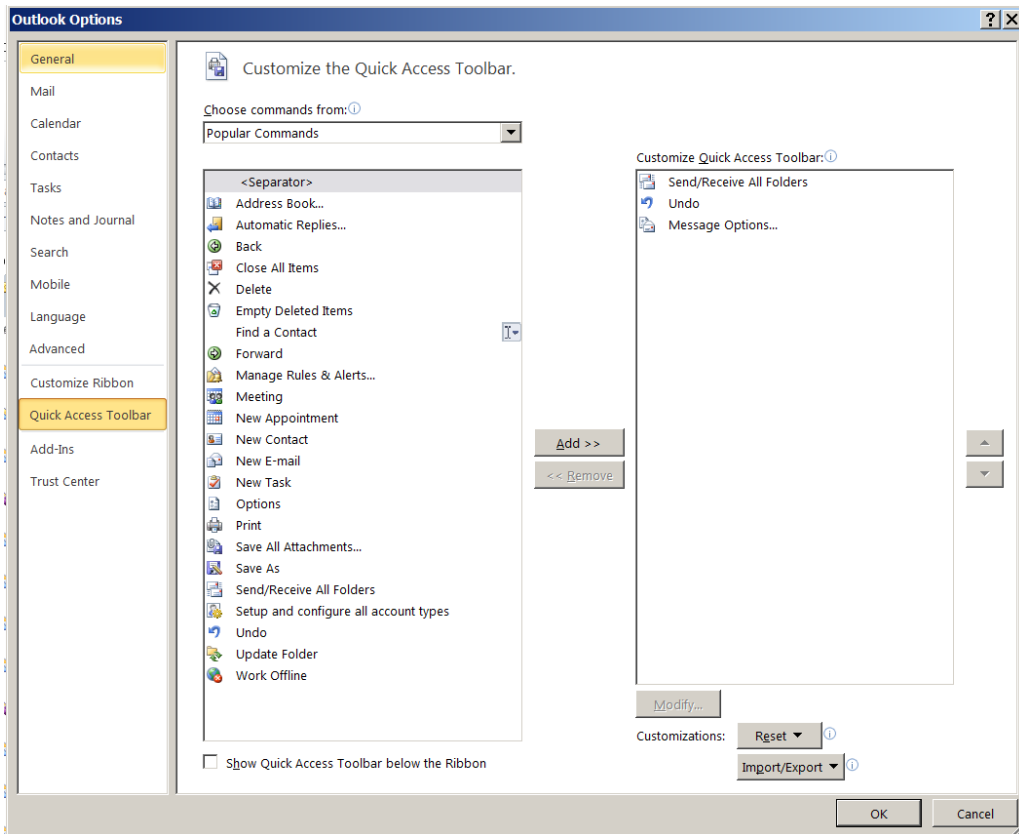 Outlook Options
General
Mail
Calendar
Contacts
Tasks
Notes and Journal
Search
Mobile
Language
Advanced
Customize Ribbon
Quick Access Toolbar
Add-Ins
Trust Center
Customize the Quick Access Toolbar.
Choose commands from:
Popular Commands
<Separator>
Address Book...
Automatic Replies...
Back
Close All Items
Delete
Empty Deleted Items
Find a Contact
Forward
Manage Rules & Alerts...
Meeting
New Appointment
New Contact
New E-mail
New Task
Options
Print
Save All Attachments...
Save As
Send/Receive All Folders
Setup and configure all account types
Undo
Update Folder
Work Offline
Show Quick Access Toolbar below the Ribbon
Add >>
<< Remove
Customize Quick Access Toolbar:
Send/Receive All Folders
Undo
Message Options...
Modify...
Customizations: Reset
Import/Export
OK Cancel